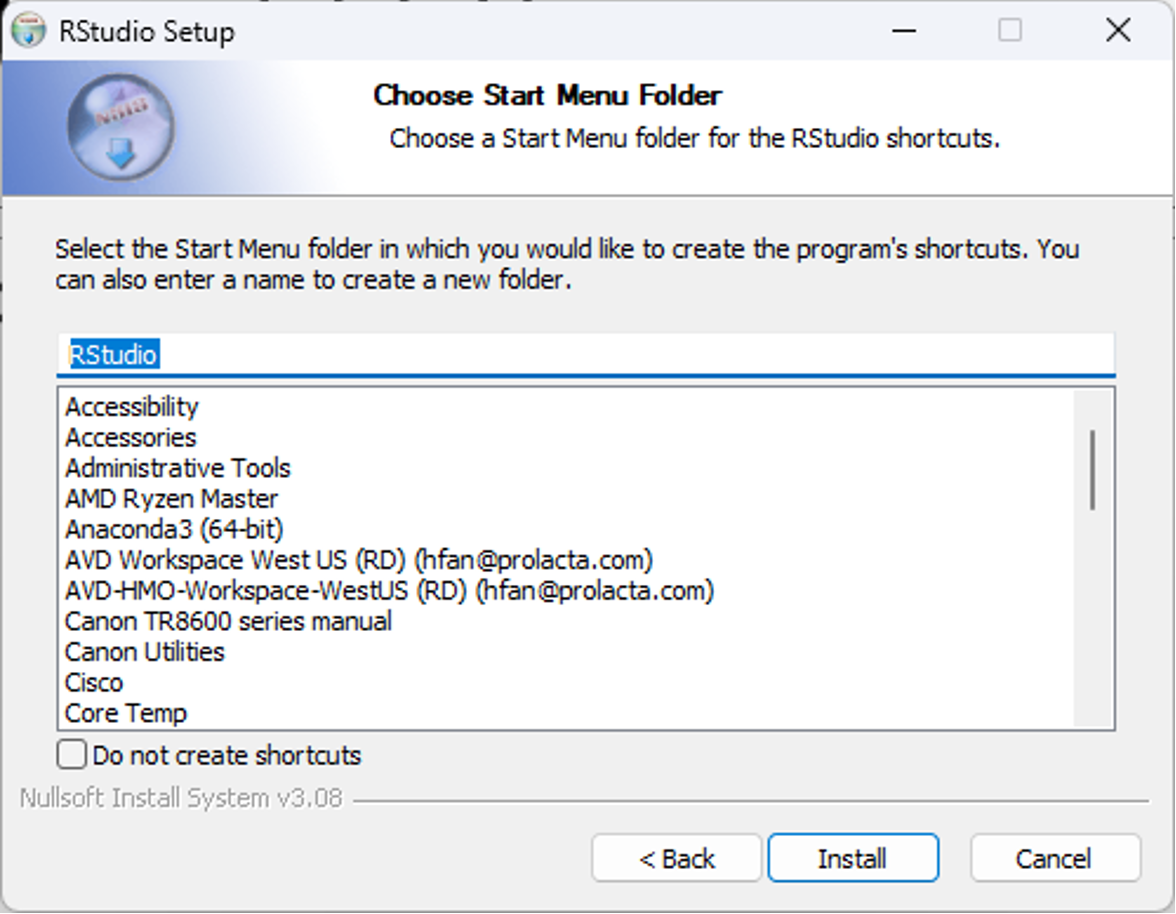 RStudio Setup
Choose Start Menu Folder
Choose a Start Menu folder for the RStudio shortcuts.
Select the Start Menu folder in which you would like to create the program's shortcuts. You
can also enter a name to create a new folder.
RStudio
Accessibility
Accessories
Administrative Tools
AMD Ryzen Master
Anaconda3 (64-bit)
AVD Workspace West US (RD) (hfan@prolacta.com)
AVD-HMO-Workspace-WestUS (RD) (hfan@prolacta.com)
Canon TR8600 series manual
Canon Utilities
Cisco
Core Temp
Do not create shortcuts
Nullsoft Install System v3.08
< Back
Install
Cancel